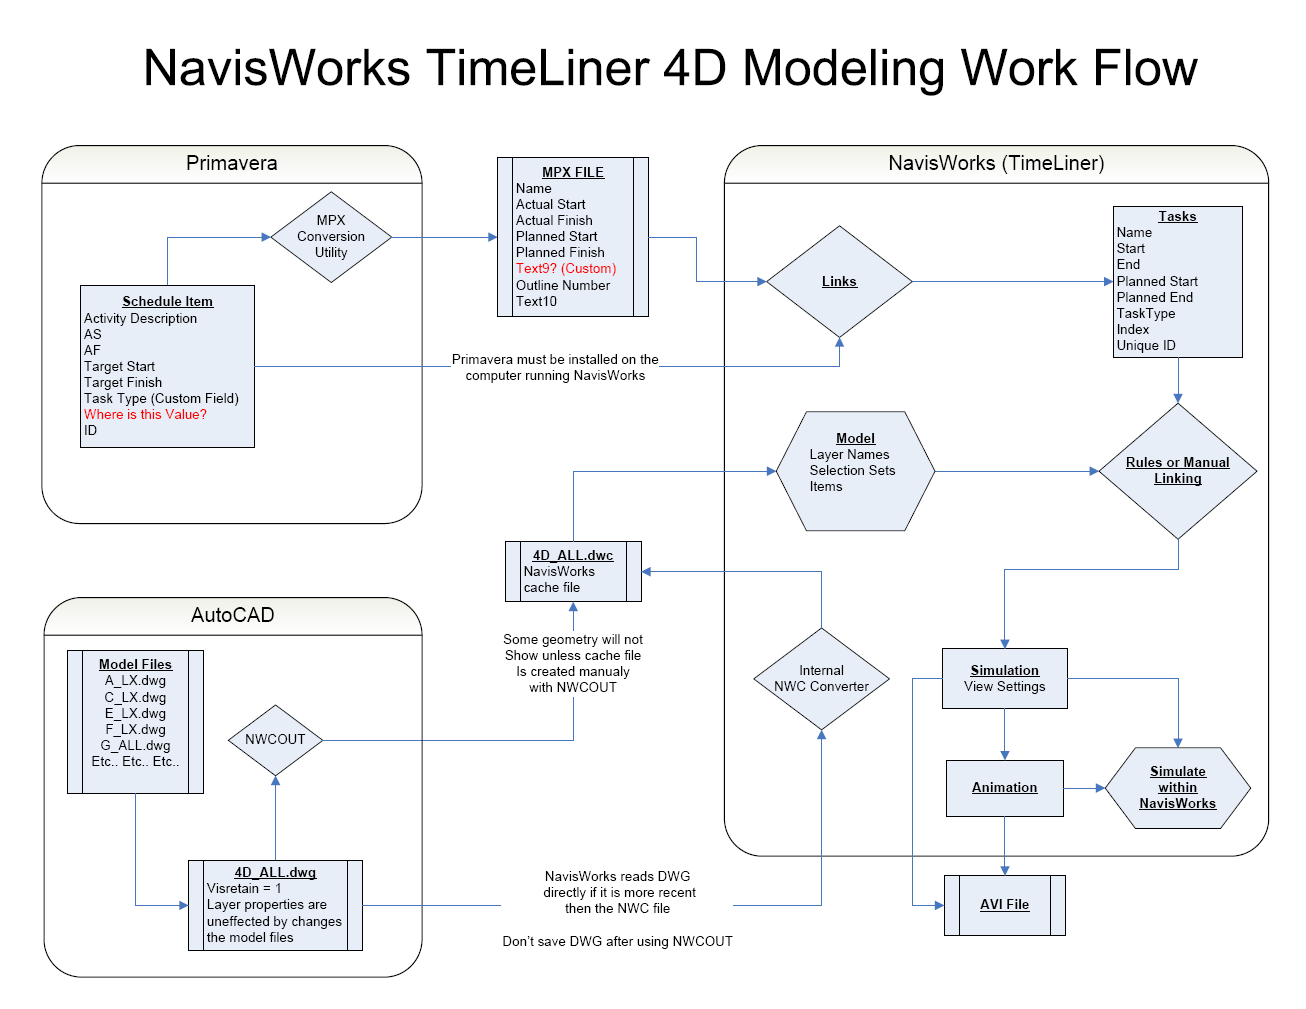 NavisWorks TimeLiner 4D Modeling Work Flow
Primavera
MPX
Conversion
Utility
Schedule Item
Activity Description
AS
AF
Target Start
Target Finish
Task Type (Custom Field)
Where is this Value?
ID
MPX FILE
Name
Actual Start
Actual Finish
Planned Start
Planned Finish
Text9? (Custom)
Outline Number
Text10
Primavera must be installed on the
computer running NavisWorks
NavisWorks (TimeLiner)
Links
Tasks
Name
Start
End
Planned Start
Planned End
TaskType
Index
Unique ID
Model
Layer Names
Selection Sets
Items
Rules or Manual
Linking
4D_ALL.dwc
NavisWorks
cache file
Some geometry will not
Show unless cache file
Is created manualy
with NWCOUT
Internal
NWC Converter
Simulation
View Settings
Animation
Simulate
within
NavisWorks
AVI File
AutoCAD
Model Files
A_LX.dwg
C_LX.dwg
E_LX.dwg
F_LX.dwg
G_ALL.dwg
Etc.. Etc.. Etc..
NWCOUT
4D_ALL.dwg
Visretain = 1
Layer properties are
uneffected by changes
the model files
NavisWorks reads DWG
directly if it is more recent
then the NWC file
Don't save DWG after using NWCOUT